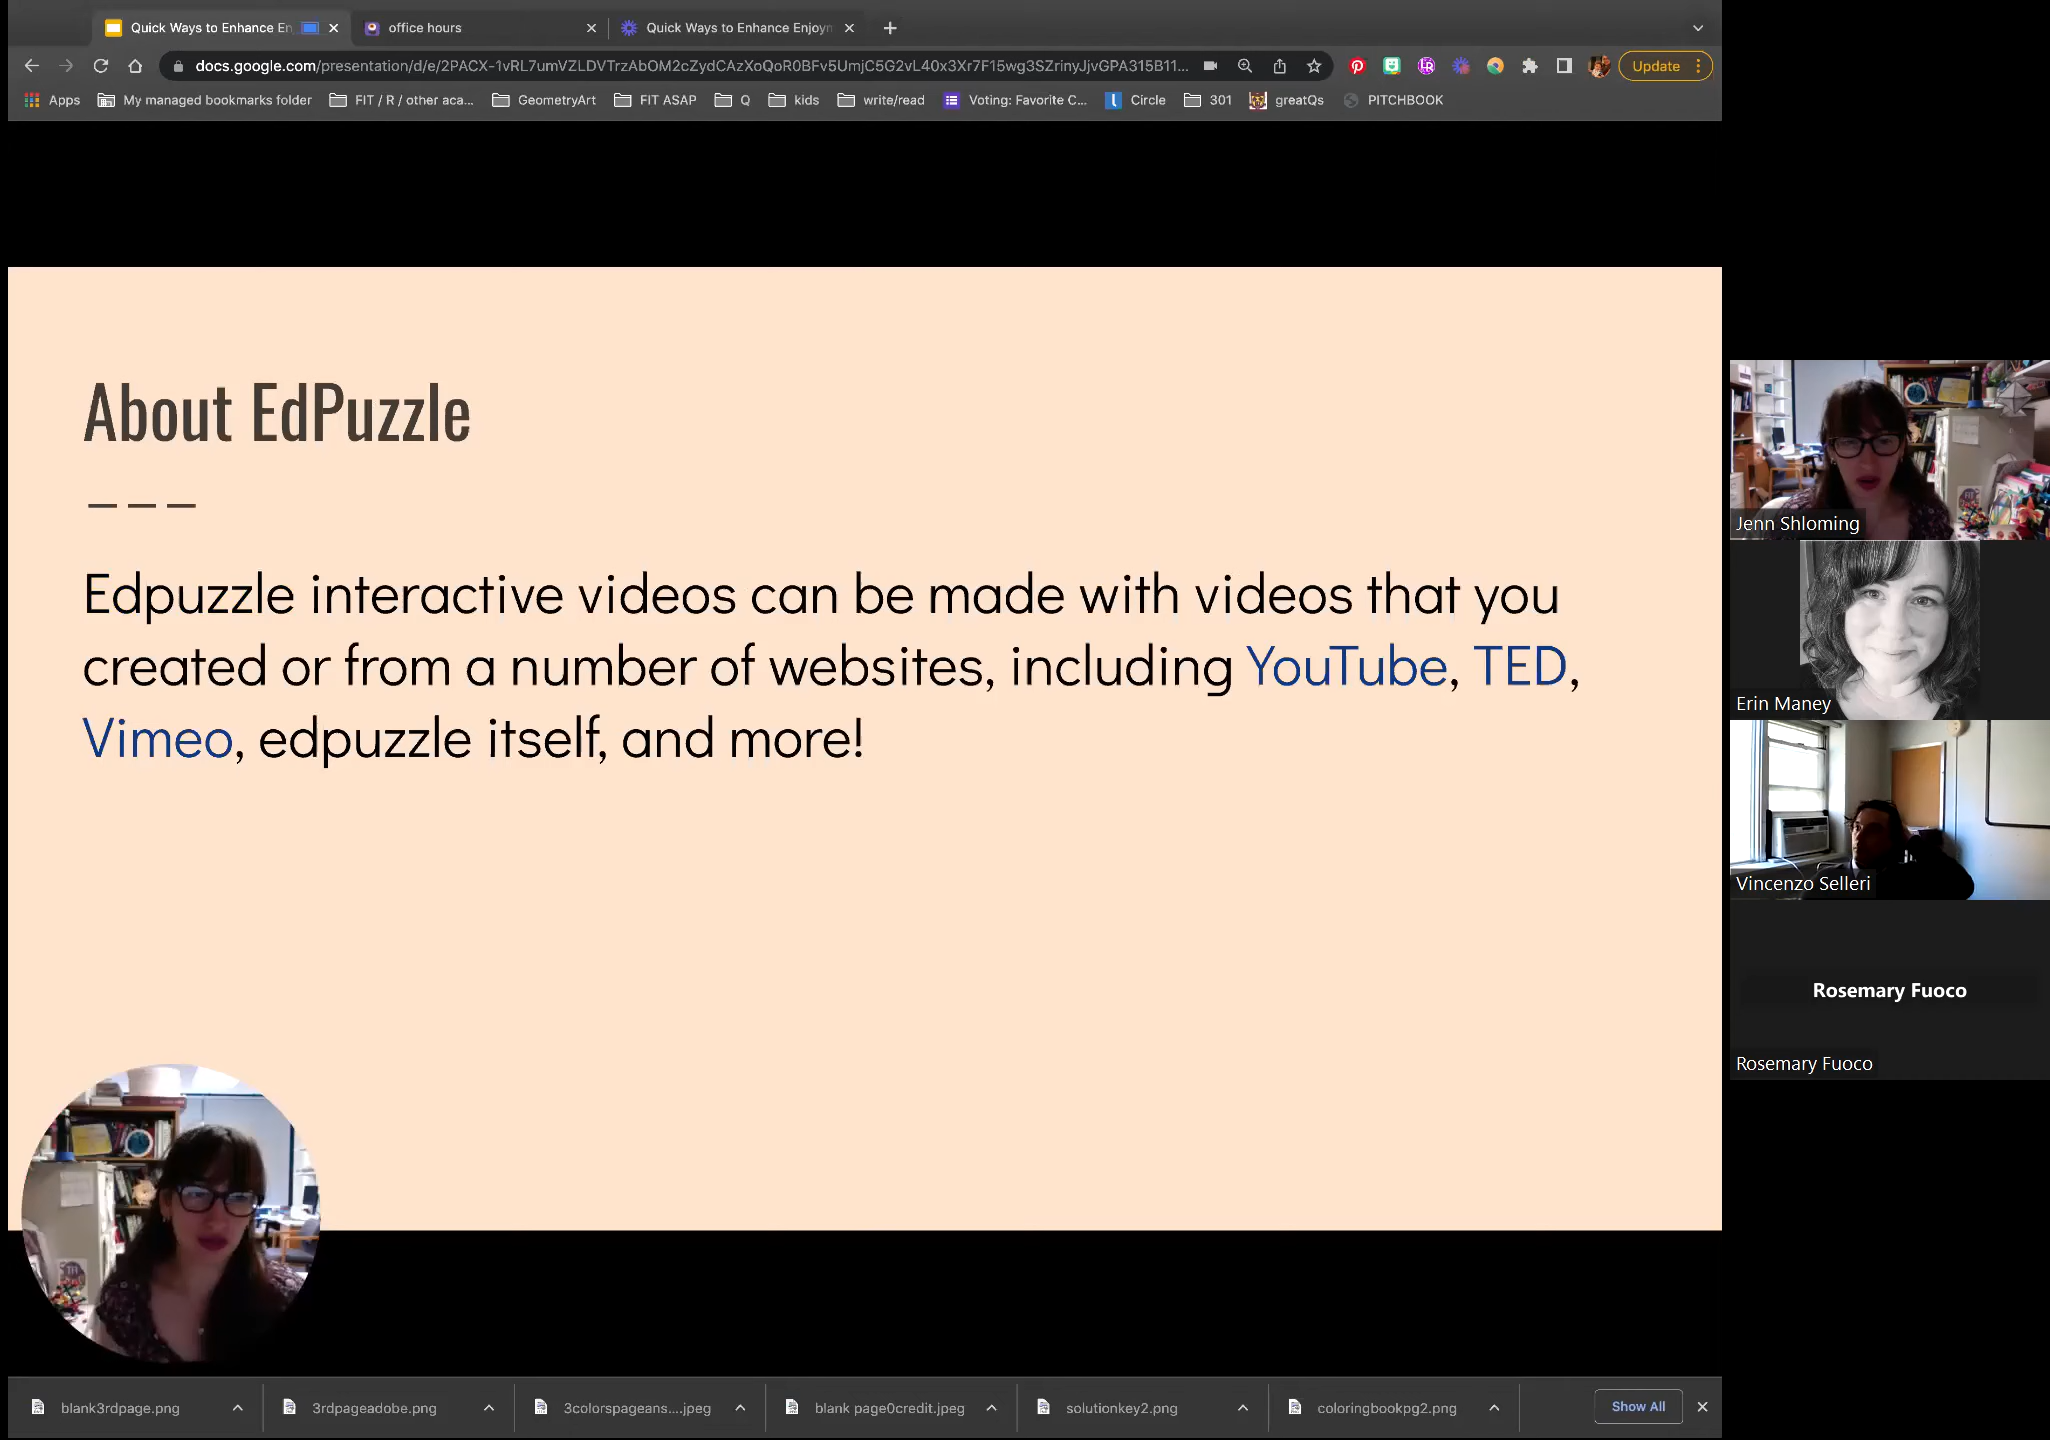 Quick Ways to Enhance En
office hours
Quick Ways to Enhance Enjoyn
docs.google.com/presentation/d/e/2PACX-1vRL7umVZLDVTrzAbOM2cZydCAzXoQoR0BFv5UmjC5G2vL40x3Xr7F15wg3SZrinyJjvGPA315B11...
Update
Apps
My managed bookmarks folder
FIT / R / other aca...
GeometryArt
FIT ASAP
Q
kids
write/read
Voting: Favorite C...
Circle
301
greatQs
PITCHBOOK
About EdPuzzle
Edpuzzle interactive videos can be made with videos that you
created or from a number of websites, including YouTube, TED,
Vimeo, edpuzzle itself, and more!
Jenn Shloming
Erin Maney
Vincenzo Selleri
Rosemary Fuoco
Rosemary Fuoco
blank3rdpage.png
3rdpageadobe.png
3colorspageans....jpeg
blank page0credit.jpeg
solutionkey2.png
coloringbookpg2.png
Show All